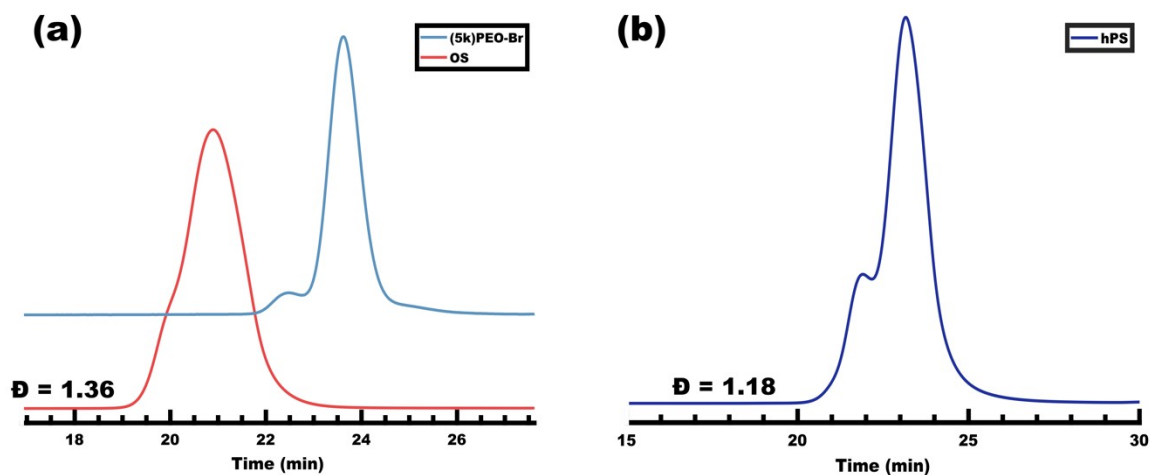 (a)
(5k)PEO-Br
OS
Đ = 1.36
18 20 22 24 26
Time (min)
(b)
hPS
Đ = 1.18
15 20 25 30
Time (min)